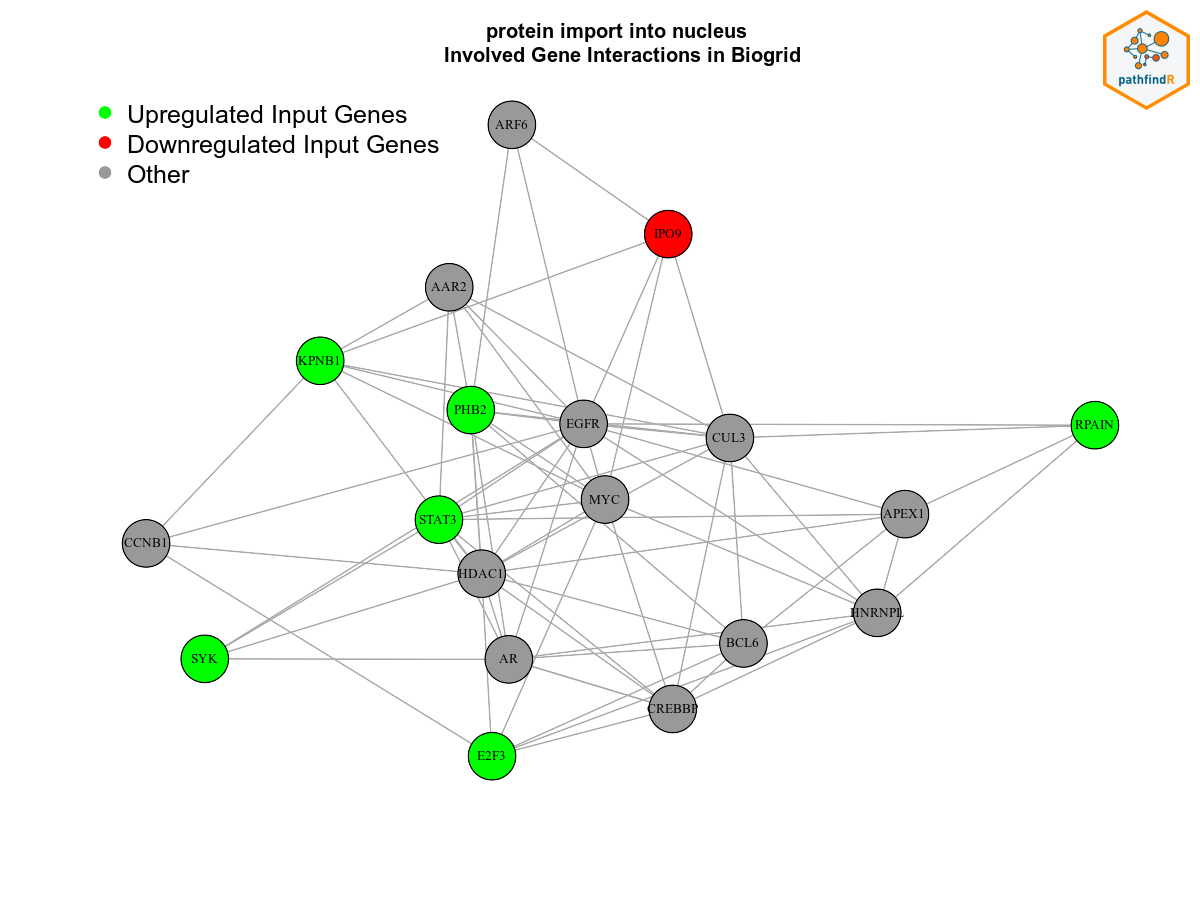 protein import into nucleus
Involved Gene Interactions in Biogrid
pathfindR
Upregulated Input Genes
Downregulated Input Genes
Other
ARF6
IPO9
AAR2
KPNB1
PHB2
EGFR
CUL3
RPAIN
MYC
STAT3
APEX1
CCNB1
HDAC1
HNRNPL
BCL6
SYK
AR
CREBBP
E2F3